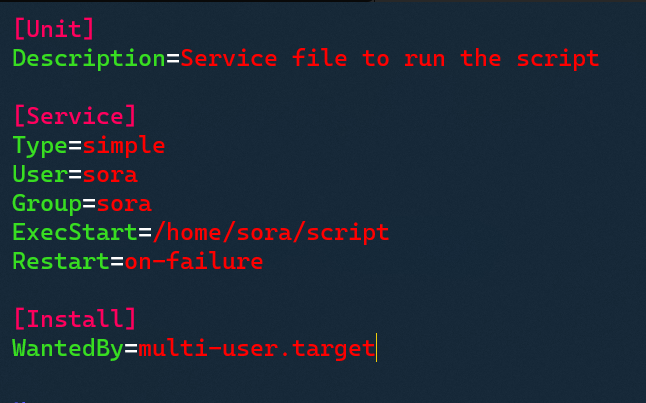 [Unit]
Description=Service file to run the script
[Service]
Type=simple
User=sora
Group=sora
ExecStart=/home/sora/script
Restart=on-failure
[Install]
WantedBy=multi-user.target